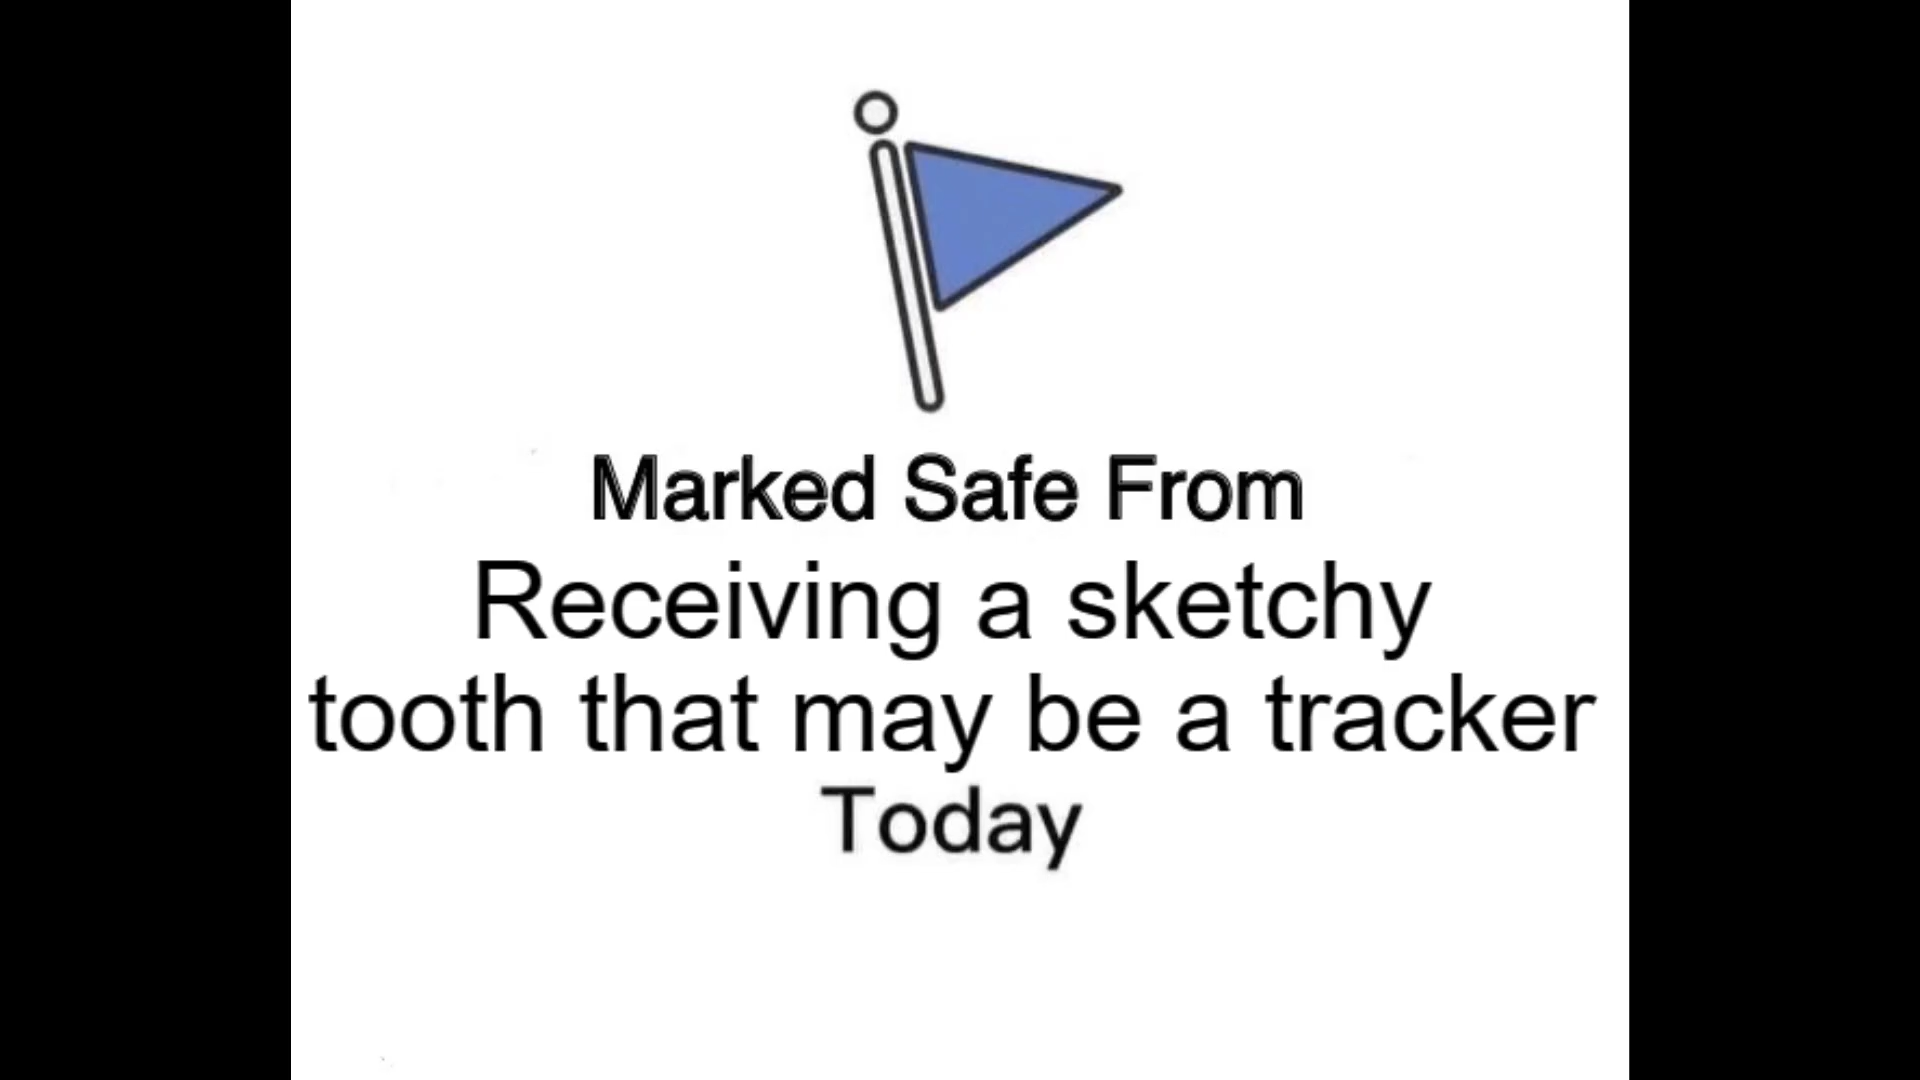 Marked Safe From
Receiving a sketchy
tooth that may be a tracker
Today